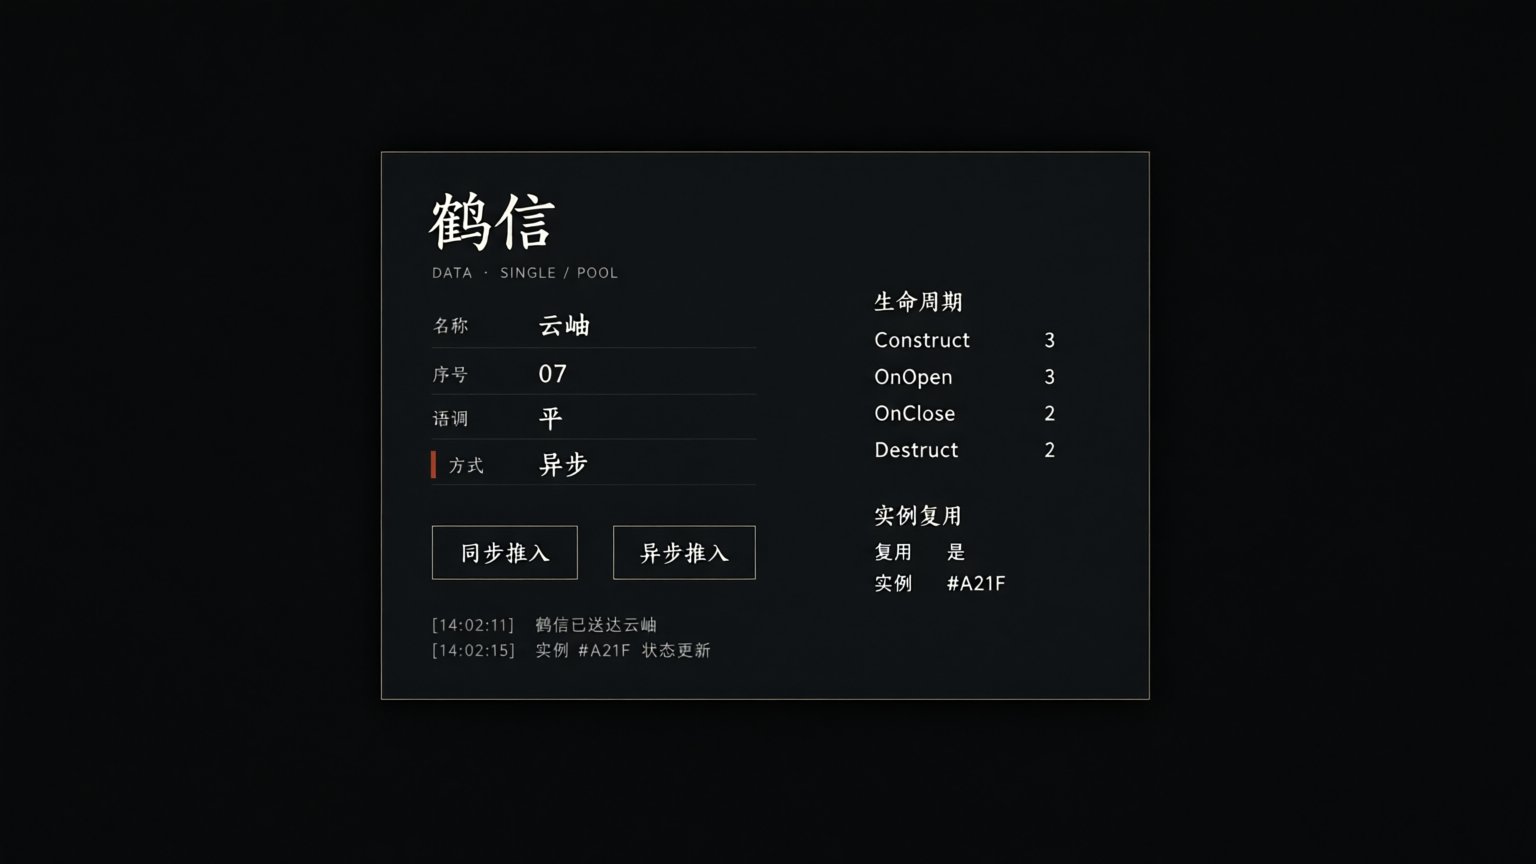 鹤信
DATA · SINGLE / POOL
名称 云岫
序号 07
语调 平
方式 异步
同步推入 异步推入
[14:02:11] 鹤信已送达云岫
[14:02:15] 实例 #A21F 状态更新
生命周期
Construct 3
OnOpen 3
OnClose 2
Destruct 2
实例复用
复用 是
实例 #A21F